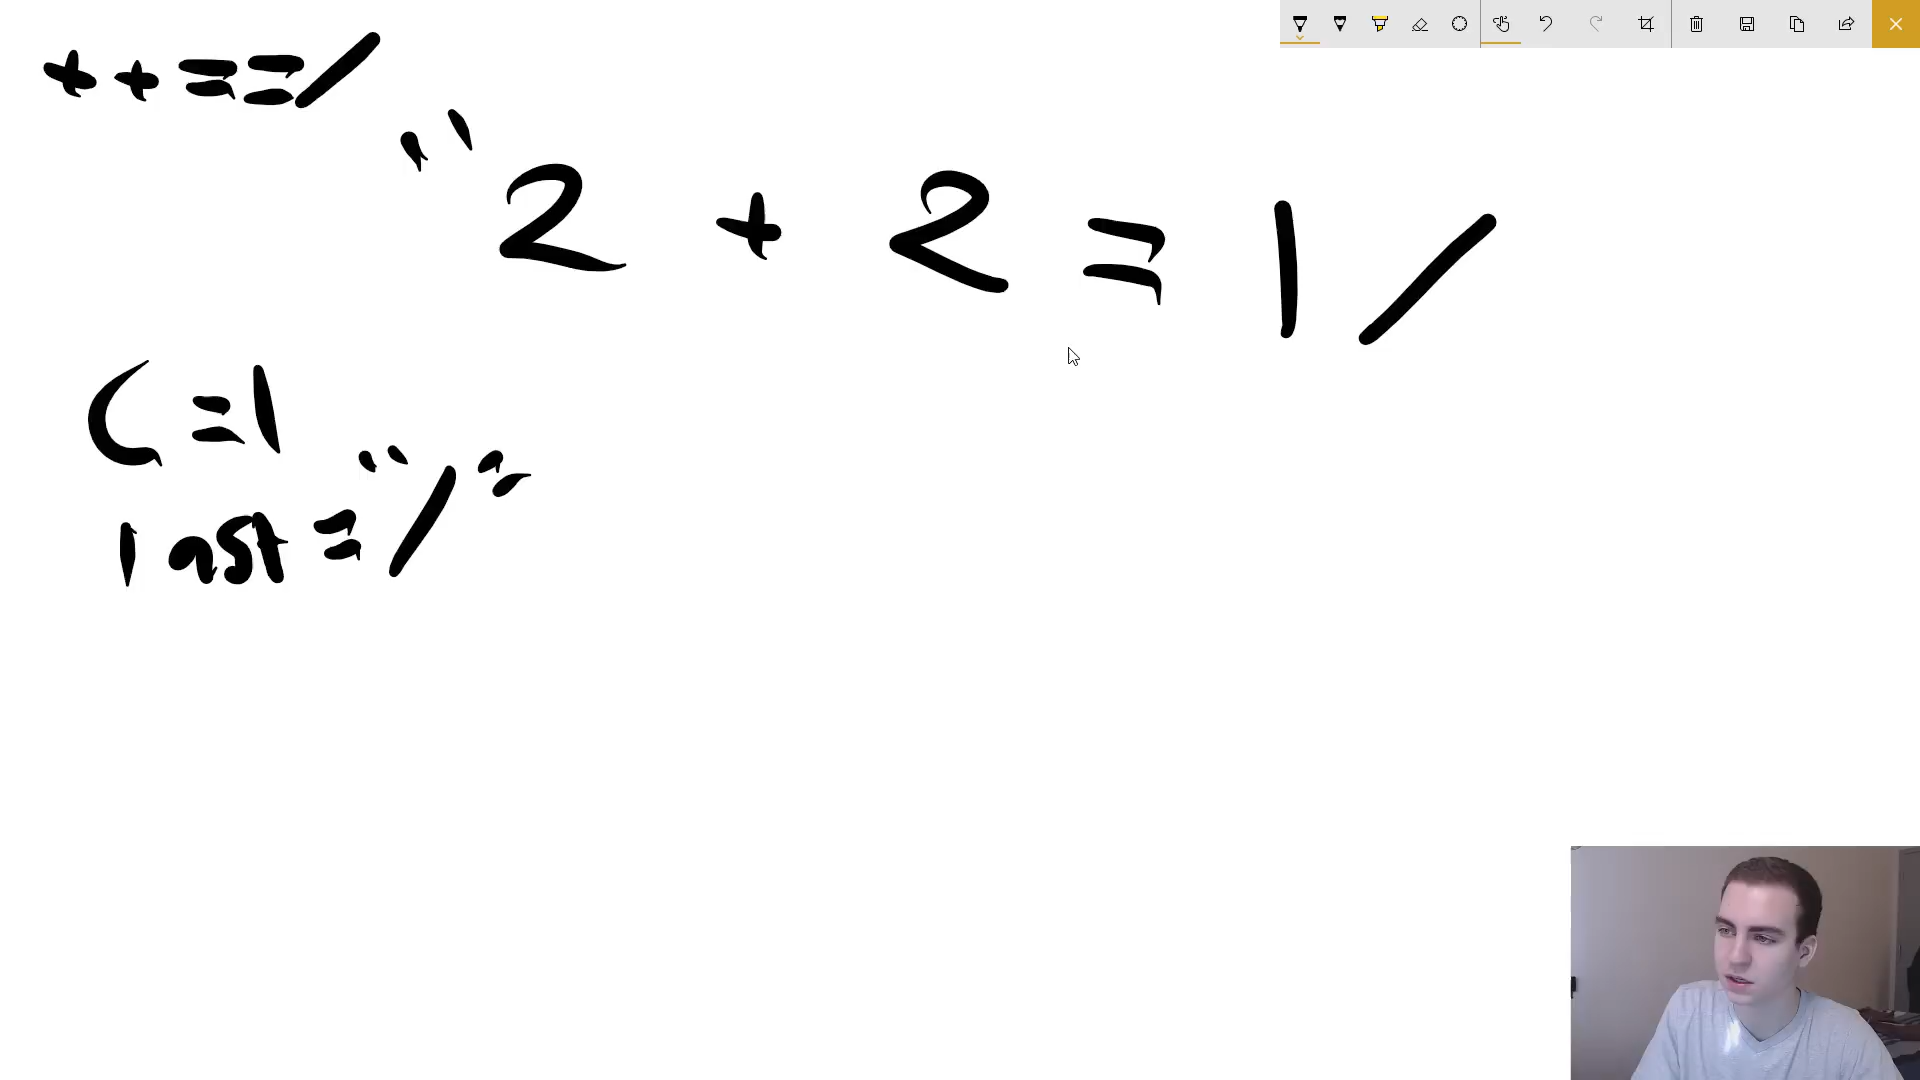 ++==/
"2 + 2 = 1 /
C=1
last = "/"